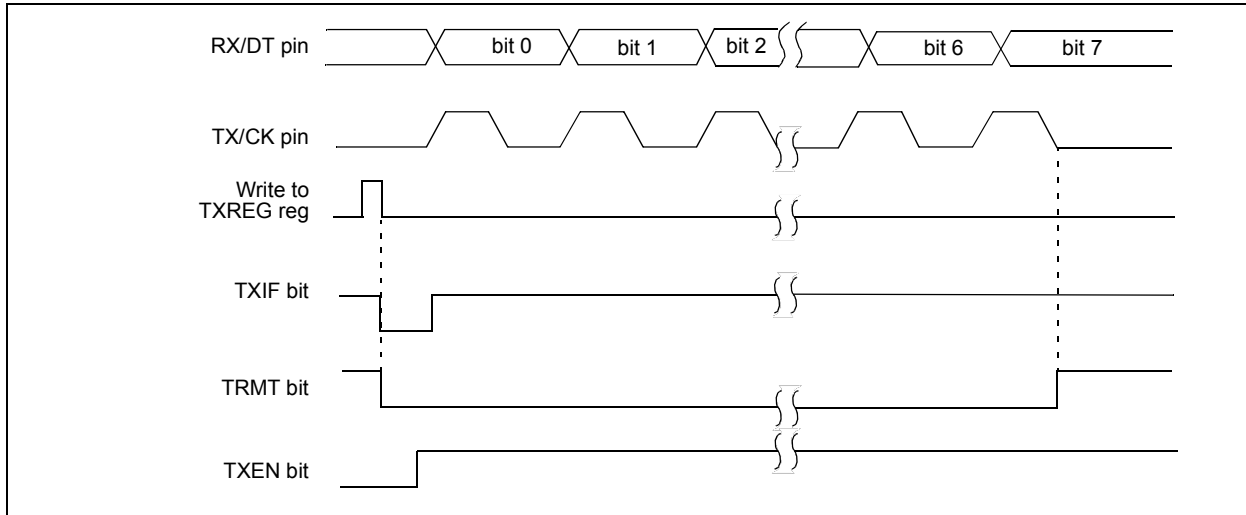 RX/DT pin
bit 0
bit 1
bit 2
bit 6
bit 7
TX/CK pin
Write to
TXREG reg
TXIF bit
TRMT bit
TXEN bit